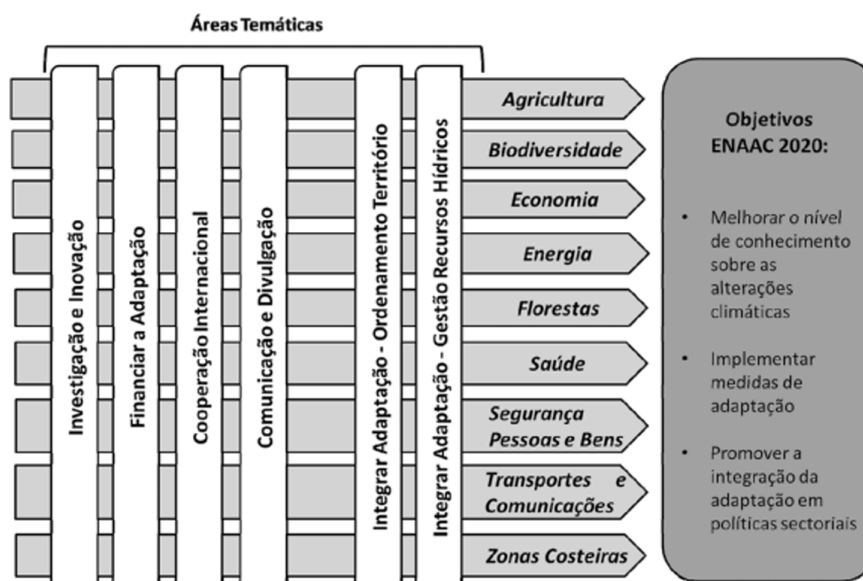 Áreas Temáticas
Investigação e Inovação
Financiar a Adaptação
Cooperação Internacional
Comunicação e Divulgação
Integrar Adaptação - Ordenamento Território
Integrar Adaptação - Gestão Recursos Hídricos
Agricultura
Biodiversidade
Economia
Energia
Florestas
Saúde
Segurança
Pessoas e Bens
Transportes e
Comunicações
Zonas Costeiras
Objetivos
ENAAC 2020:
• Melhorar o nível
de conhecimento
sobre as
alterações
climáticas
• Implementar
medidas de
adaptação
• Promover a
integração da
adaptação em
políticas sectoriais